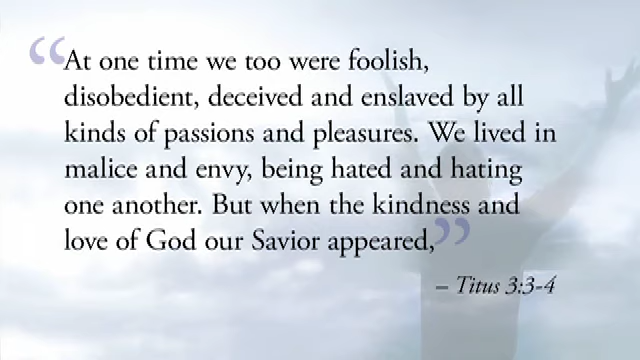 “At one time we too were foolish,
disobedient, deceived and enslaved by all
kinds of passions and pleasures. We lived in
malice and envy, being hated and hating
one another. But when the kindness and
love of God our Savior appeared,”
– Titus 3:3-4